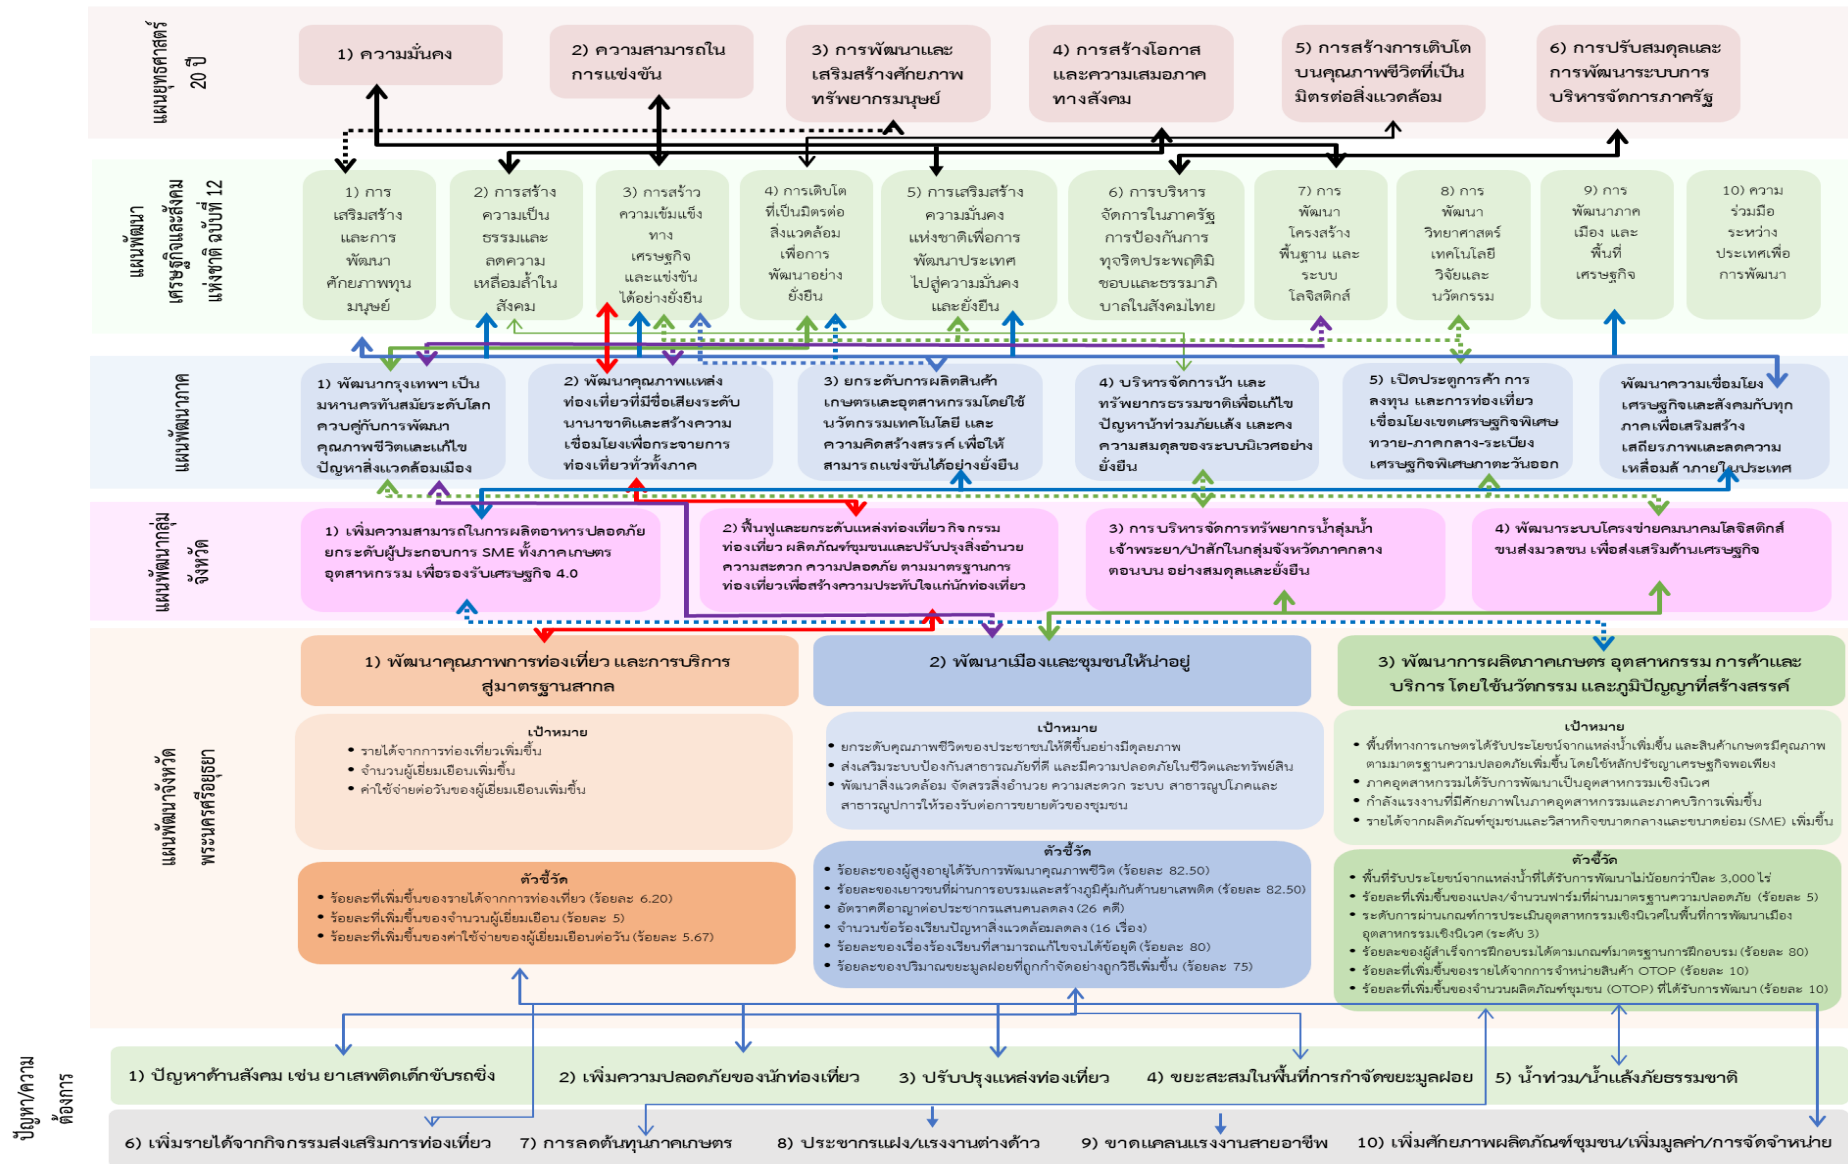 แผนยุทธศาสตร์
20 ปี
1) ความมั่นคง
2) ความสามารถใน
การแข่งขัน
3) การพัฒนาและ
เสริมสร้างศักยภาพ
ทรัพยากรมนุษย์
4) การสร้างโอกาส
และความเสมอภาค
ทางสังคม
5) การสร้างการเติบโต
บนคุณภาพชีวิตที่เป็น
มิตรต่อสิ่งแวดล้อม
6) การปรับสมดุลและ
การพัฒนาระบบการ
บริหารจัดการภาครัฐ
แผนพัฒนา
เศรษฐกิจและสังคม
แห่งชาติ ฉบับที่ 12
1) การ
เสริมสร้าง
และการ
พัฒนา
ศักยภาพทุน
มนุษย์
2) การสร้าง
ความเป็น
ธรรมและ
ลดความ
เหลื่อมล้ำใน
สังคม
3) การสร้าว
ความเข้มแข็ง
ทาง
เศรษฐกิจ
และแข่งขัน
ได้อย่างยั่งยืน
4) การเติบโต
ที่เป็นมิตรต่อ
สิ่งแวดล้อม
เพื่อการ
พัฒนาอย่าง
ยั่งยืน
5) การเสริมสร้าง
ความมั่นคง
แห่งชาติเพื่อการ
พัฒนาประเทศ
ไปสู่ความมั่นคง
และยั่งยืน
6) การบริหาร
จัดการในภาครัฐ
การป้องกันการ
ทุจริตประพฤติมิ
ชอบและธรรมาภิ
บาลในสังคมไทย
7) การ
พัฒนา
โครงสร้าง
พื้นฐาน และ
ระบบ
โลจิสติกส์
8) การ
พัฒนา
วิทยาศาสตร์
เทคโนโลยี
วิจัยและ
นวัตกรรม
9) การ
พัฒนาภาค
เมือง และ
พื้นที่
เศรษฐกิจ
10) ความ
ร่วมมือ
ระหว่าง
ประเทศเพื่อ
การพัฒนา
แผนพัฒนาภาค
1) พัฒนากรุงเทพฯ เป็น
มหานครทันสมัยระดับโลก
ควบคู่กับการพัฒนา
คุณภาพชีวิตและแก้ไข
ปัญหาสิ่งแวดล้อมเมือง
2) พัฒนาคุณภาพแหล่ง
ท่องเที่ยวที่มีชื่อเสียงระดับ
นานาชาติและสร้างความ
เชื่อมโยงเพื่อกระจายการ
ท่องเที่ยวทั่วทั้งภาค
3) ยกระดับการผลิตสินค้า
เกษตรและอุตสาหกรรมโดยใช้
นวัตกรรมเทคโนโลยี และ
ความคิดสร้างสรรค์ เพื่อให้
สามารถแข่งขันได้อย่างยั่งยืน
4) บริหารจัดการน้ำ และ
ทรัพยากรธรรมชาติเพื่อแก้ไข
ปัญหาน้ำท่วมภัยแล้ง และคง
ความสมดุลของระบบนิเวศอย่าง
ยั่งยืน
5) เปิดประตูการค้า การ
ลงทุน และการท่องเที่ยว
เชื่อมโยงเขตเศรษฐกิจพิเศษ
ทวาย-ภาคกลาง-ระเบียง
เศรษฐกิจพิเศษภาตะวันออก
พัฒนาความเชื่อมโยง
เศรษฐกิจและสังคมกับทุก
ภาคเพื่อเสริมสร้าง
เสถียรภาพและลดความ
เหลื่อมล้ำ ภายในประเทศ
แผนพัฒนากลุ่ม
จังหวัด
1) เพิ่มความสามารถในการผลิตอาหารปลอดภัย
ยกระดับผู้ประกอบการ SME ทั้งภาคเกษตร
อุตสาหกรรม เพื่อรองรับเศรษฐกิจ 4.0
2) ฟื้นฟูและยกระดับแหล่งท่องเที่ยว กิจกรรม
ท่องเที่ยว ผลิตภัณฑ์ชุมชนและปรับปรุงสิ่งอำนวย
ความสะดวก ความปลอดภัย ตามมาตรฐานการ
ท่องเที่ยวเพื่อสร้างความประทับใจแก่นักท่องเที่ยว
3) การบริหารจัดการทรัพยากรน้ำลุ่มน้ำ
เจ้าพระยา/ป่าสักในกลุ่มจังหวัดภาคกลาง
ตอนบน อย่างสมดุลและยั่งยืน
4) พัฒนาระบบโครงข่ายคมนาคมโลจิสติกส์
ขนส่งมวลชน เพื่อส่งเสริมด้านเศรษฐกิจ
แผนพัฒนาจังหวัด
พระนครศรีอยุธยา
1) พัฒนาคุณภาพการท่องเที่ยว และการบริการ
สู่มาตรฐานสากล
2) พัฒนาเมืองและชุมชนให้น่าอยู่
3) พัฒนาการผลิตภาคเกษตร อุตสาหกรรม การค้าและ
บริการ โดยใช้นวัตกรรม และภูมิปัญญาที่สร้างสรรค์
เป้าหมาย
• รายได้จากการท่องเที่ยวเพิ่มขึ้น
• จำนวนผู้เยี่ยมเยือนเพิ่มขึ้น
• ค่าใช้จ่ายต่อวันของผู้เยี่ยมเยือนเพิ่มขึ้น
เป้าหมาย
• ยกระดับคุณภาพชีวิตของประชาชนให้ดีขึ้นอย่างมีดุลยภาพ
• ส่งเสริมระบบป้องกันสาธารณภัยที่ดี และมีความปลอดภัยในชีวิตและทรัพย์สิน
• พัฒนาสิ่งแวดล้อม จัดสรรสิ่งอำนวย ความสะดวก ระบบ สาธารณูปโภคและ
สาธารณูปการให้รองรับต่อการขยายตัวของชุมชน
เป้าหมาย
• พื้นที่ทางการเกษตรได้รับประโยชน์จากแหล่งน้ำเพิ่มขึ้น และสินค้าเกษตรมีคุณภาพ
ตามมาตรฐานความปลอดภัยเพิ่มขึ้น โดยใช้หลักปรัชญาเศรษฐกิจพอเพียง
• ภาคอุตสาหกรรมได้รับการพัฒนาเป็นอุตสาหกรรมเชิงนิเวศ
• กำลังแรงงานที่มีศักยภาพในภาคอุตสาหกรรมและภาคบริการเพิ่มขึ้น
• รายได้จากผลิตภัณฑ์ชุมชนและวิสาหกิจขนาดกลางและขนาดย่อม (SME) เพิ่มขึ้น
ตัวชี้วัด
• ร้อยละที่เพิ่มขึ้นของรายได้จากการท่องเที่ยว (ร้อยละ 6.20)
• ร้อยละที่เพิ่มขึ้นของจำนวนผู้เยี่ยมเยือน (ร้อยละ 5)
• ร้อยละที่เพิ่มขึ้นของค่าใช้จ่ายของผู้เยี่ยมเยือนต่อวัน (ร้อยละ 5.67)
ตัวชี้วัด
• ร้อยละของผู้สูงอายุได้รับการพัฒนาคุณภาพชีวิต (ร้อยละ 82.50)
• ร้อยละของเยาวชนที่ผ่านการอบรมและสร้างภูมิคุ้มกันด้านยาเสพติด (ร้อยละ 82.50)
• อัตราคดีอาญาต่อประชากรแสนคนลดลง (26 คดี)
• จำนวนข้อร้องเรียนปัญหาสิ่งแวดล้อมลดลง (16 เรื่อง)
• ร้อยละของเรื่องร้องเรียนที่สามารถแก้ไขจนได้ข้อยุติ (ร้อยละ 80)
• ร้อยละของปริมาณขยะมูลฝอยที่ถูกกำจัดอย่างถูกวิธีเพิ่มขึ้น (ร้อยละ 75)
ตัวชี้วัด
• พื้นที่รับประโยชน์จากแหล่งน้ำที่ได้รับการพัฒนาไม่น้อยกว่าปีละ 3,000 ไร่
• ร้อยละที่เพิ่มขึ้นของแปลง/จำนวนฟาร์มที่ผ่านมาตรฐานความปลอดภัย (ร้อยละ 5)
• ระดับการผ่านเกณฑ์การประเมินอุตสาหกรรมเชิงนิเวศในพื้นที่การพัฒนาเมือง
อุตสาหกรรมเชิงนิเวศ (ระดับ 3)
• ร้อยละของผู้สำเร็จการฝึกอบรมได้ตามเกณฑ์มาตรฐานการฝึกอบรม (ร้อยละ 80)
• ร้อยละที่เพิ่มขึ้นของรายได้จากการจำหน่ายสินค้า OTOP (ร้อยละ 10)
• ร้อยละที่เพิ่มขึ้นของจำนวนผลิตภัณฑ์ชุมชน (OTOP) ที่ได้รับการพัฒนา (ร้อยละ 10)
ปัญหา/ความ
ต้องการ
1) ปัญหาด้านสังคม เช่น ยาเสพติดเด็กขับรถซิ่ง
2) เพิ่มความปลอดภัยของนักท่องเที่ยว
3) ปรับปรุงแหล่งท่องเที่ยว
4) ขยะสะสมในพื้นที่การกำจัดขยะมูลฝอย
5) น้ำท่วม/น้ำแล้งภัยธรรมชาติ
6) เพิ่มรายได้จากกิจกรรมส่งเสริมการท่องเที่ยว
7) การลดต้นทุนภาคเกษตร
8) ประชากรแฝง/แรงงานต่างด้าว
9) ขาดแคลนแรงงานสายอาชีพ
10) เพิ่มศักยภาพผลิตภัณฑ์ชุมชน/เพิ่มมูลค่า/การจัดจำหน่าย